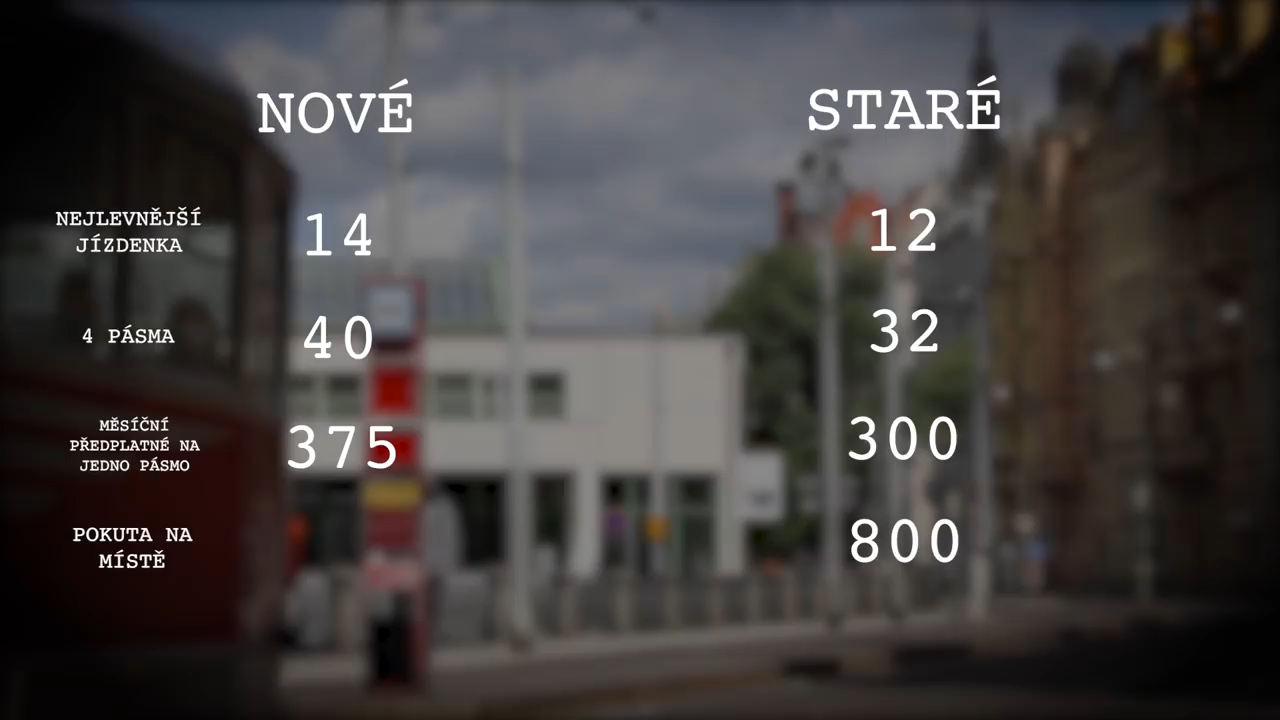 NOVÉ STARÉ
NEJLEVNĚJŠÍ
JÍZDENKA
14 12
4 PÁSMA 40 32
MĚSÍČNÍ
PŘEDPLATNÉ NA
JEDNO PÁSMO
375 300
POKUTA NA
MÍSTĚ
800